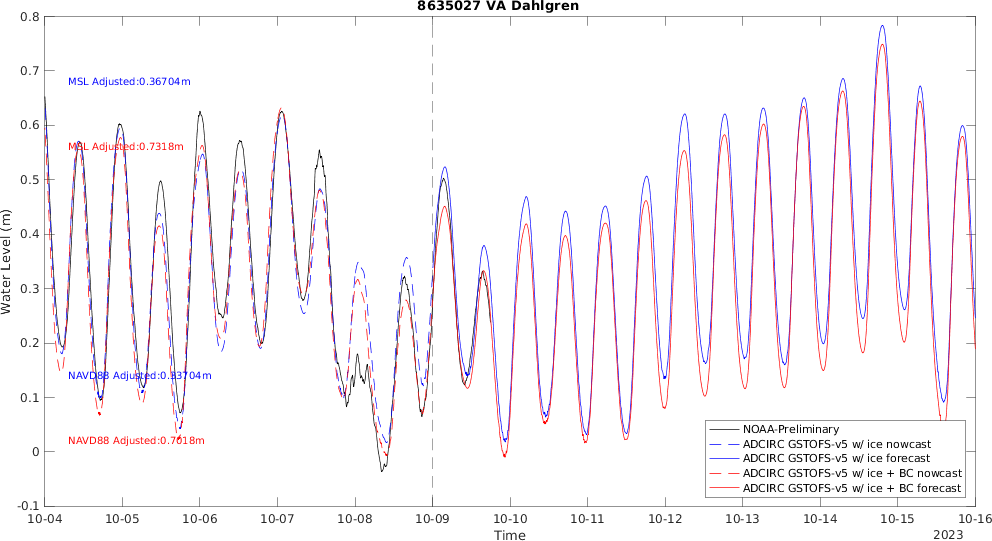 8635027 VA Dahlgren
0.8
0.7
0.6
0.5
0.4
0.3
0.2
0.1
0
-0.1
Water Level (m)
MSL Adjusted:0.36704m
MSL Adjusted:0.7318m
NAVD88 Adjusted:0.33704m
NAVD88 Adjusted:0.7018m
NOAA-Preliminary
ADCIRC GSTOFS-v5 w/ ice nowcast
ADCIRC GSTOFS-v5 w/ ice forecast
ADCIRC GSTOFS-v5 w/ ice + BC nowcast
ADCIRC GSTOFS-v5 w/ ice + BC forecast
10-04 10-05 10-06 10-07 10-08 10-09 10-10 10-11 10-12 10-13 10-14 10-15 10-16
Time
2023